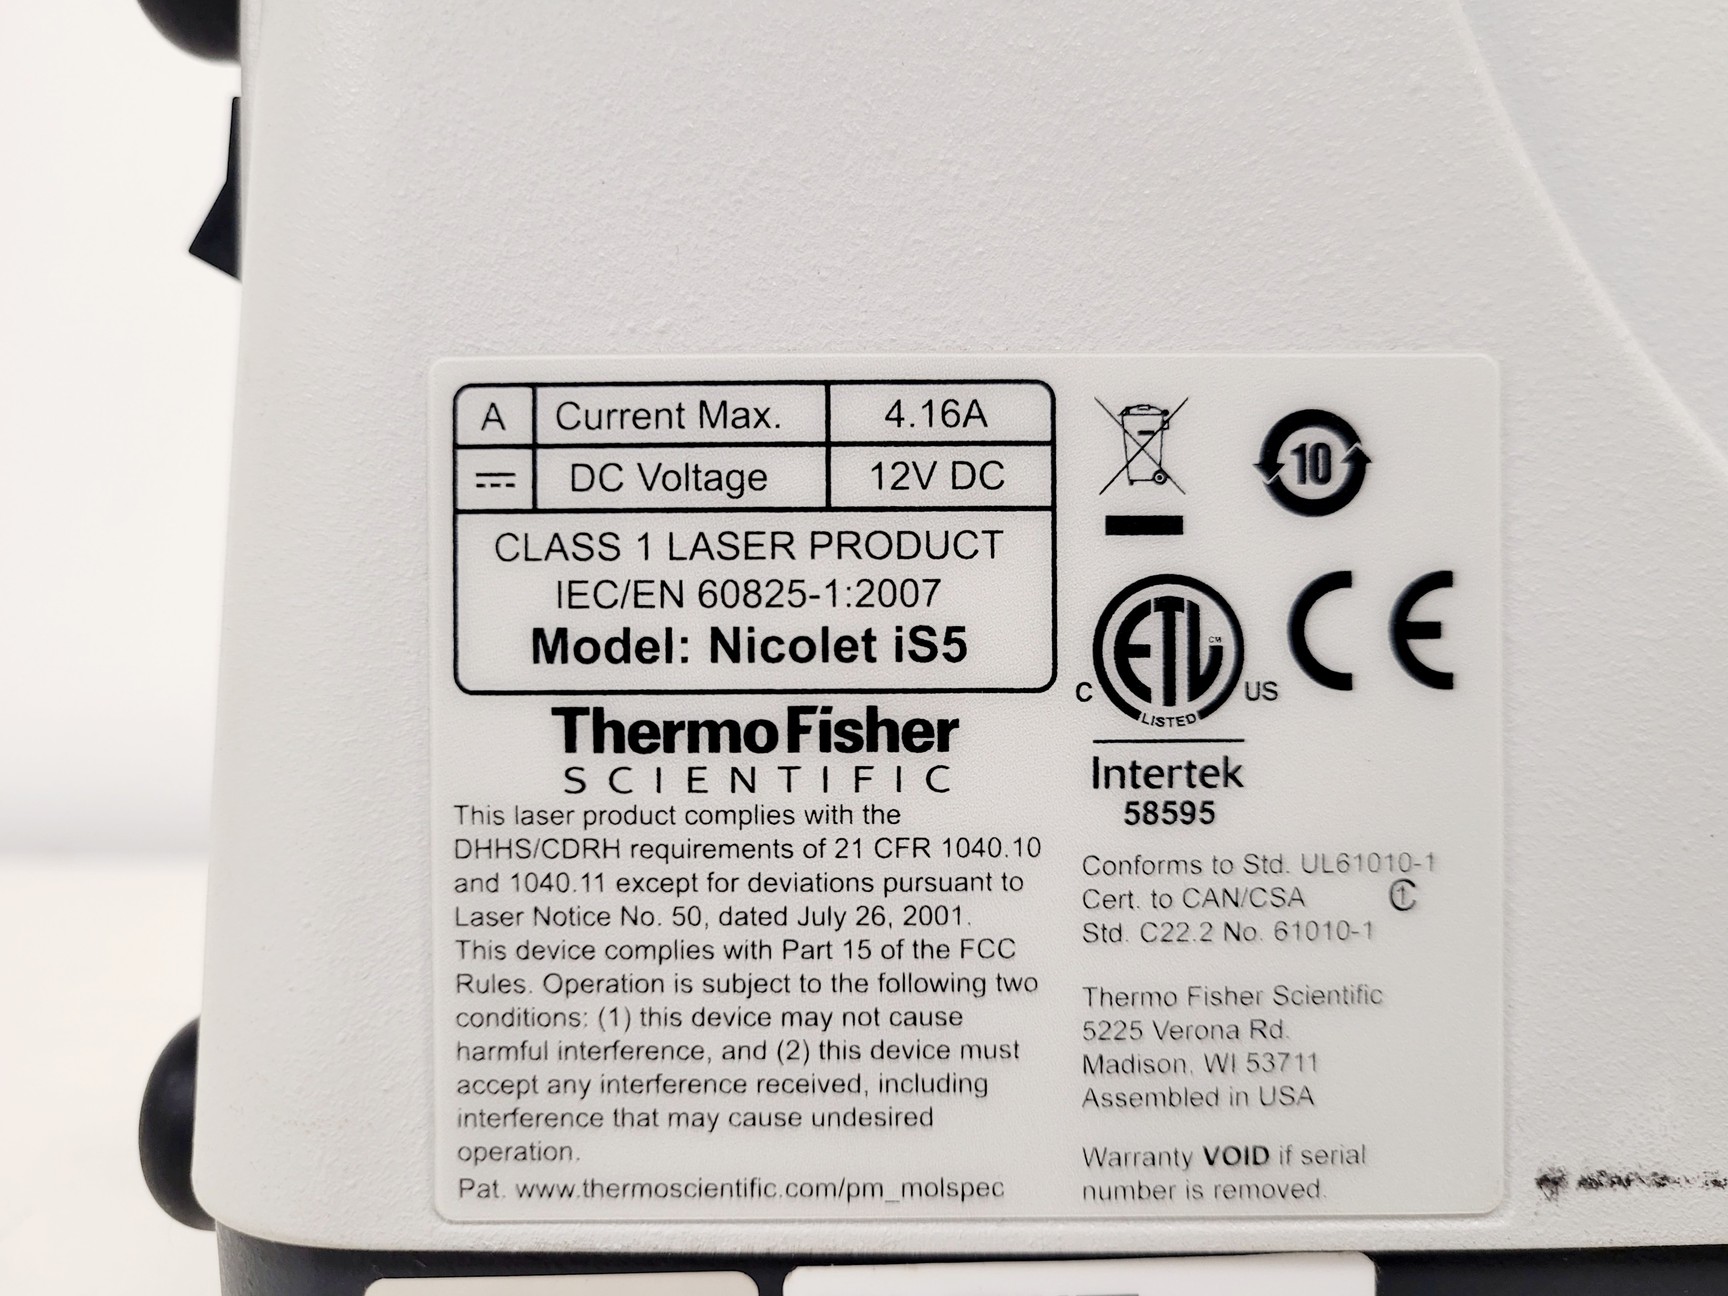 A Current Max. 4.16A
DC Voltage 12V DC
CLASS 1 LASER PRODUCT
IEC/EN 60825-1:2007
Model: Nicolet iS5
ThermoFisher
SCIENTIFIC
This laser product complies with the
DHHS/CDRH requirements of 21 CFR 1040.10
and 1040.11 except for deviations pursuant to
Laser Notice No. 50, dated July 26, 2001.
This device complies with Part 15 of the FCC
Rules. Operation is subject to the following two
conditions: (1) this device may not cause
harmful interference, and (2) this device must
accept any interference received, including
interference that may cause undesired
operation.
Pat. www.thermoscientific.com/pm_molspec
10
ETL CM
C US
LISTED
CE
Intertek
58595
Conforms to Std. UL61010-1
Cert. to CAN/CSA
Std. C22.2 No. 61010-1
Thermo Fisher Scientific
5225 Verona Rd.
Madison, WI 53711
Assembled in USA
Warranty VOID if serial
number is removed.